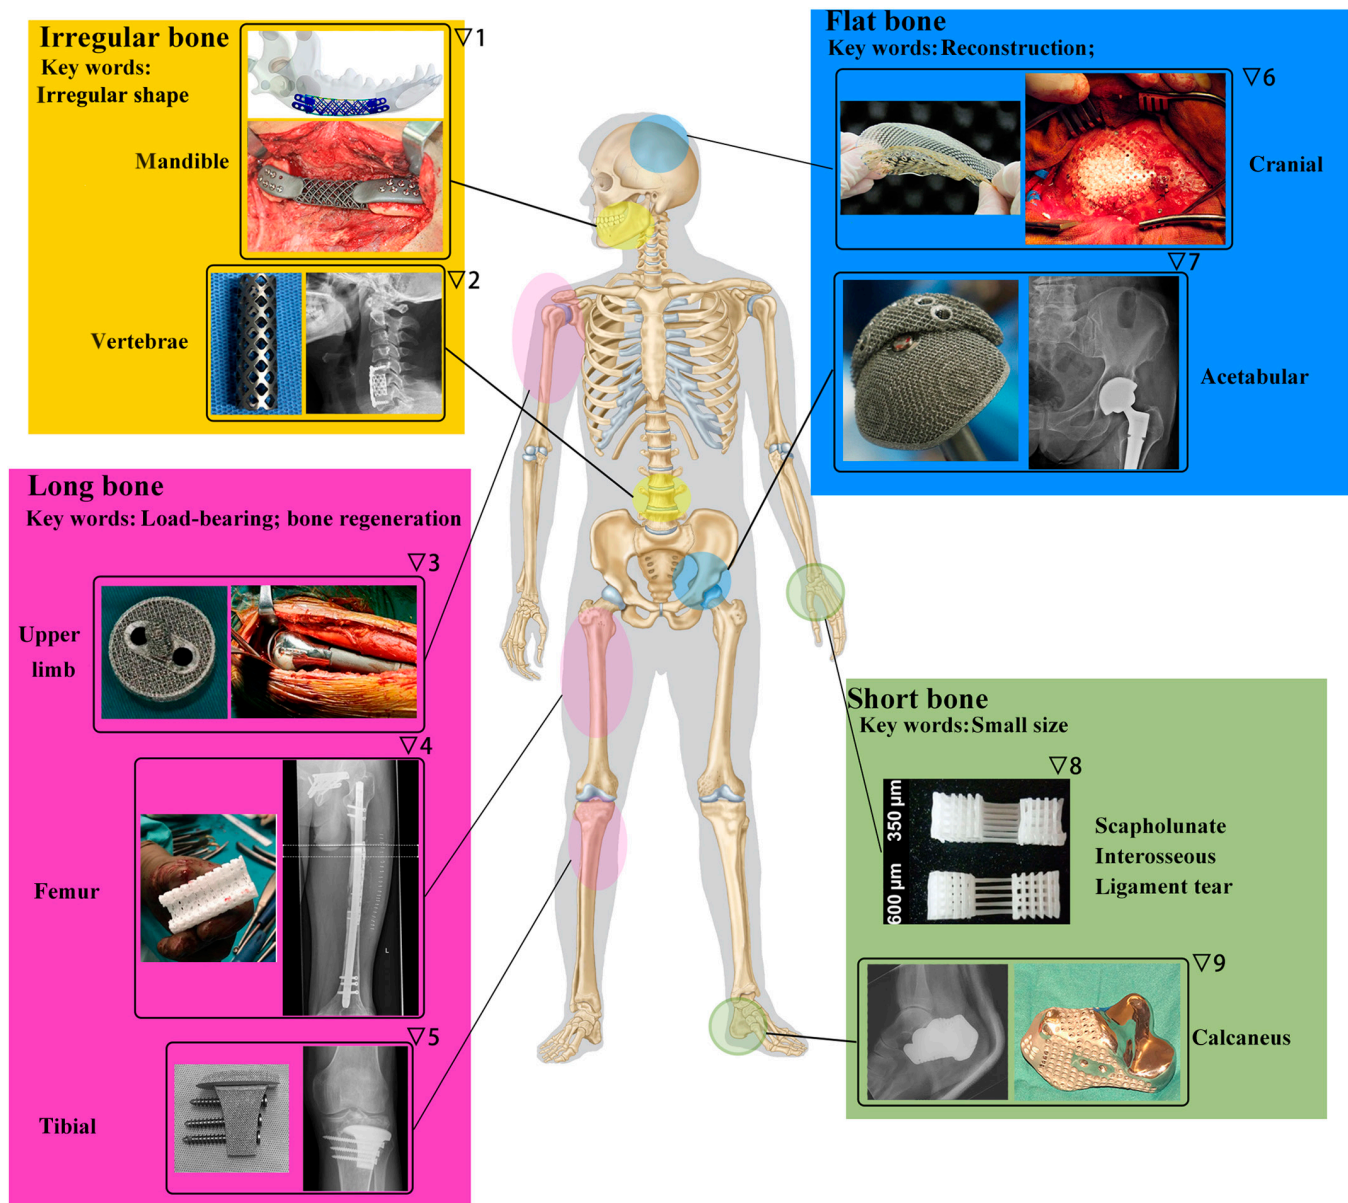 Irregular bone
Key words:
Irregular shape
▽1
Mandible
▽2
Vertebrae
Long bone
Key words: Load-bearing; bone regeneration
▽3
Upper
limb
▽4
Femur
L
▽5
Tibial
Flat bone
Key words: Reconstruction;
▽6
Cranial
▽7
Acetabular
Short bone
Key words: Small size
▽8
350 μm
600 μm
Scapholunate
Interosseous
Ligament tear
▽9
Calcaneus